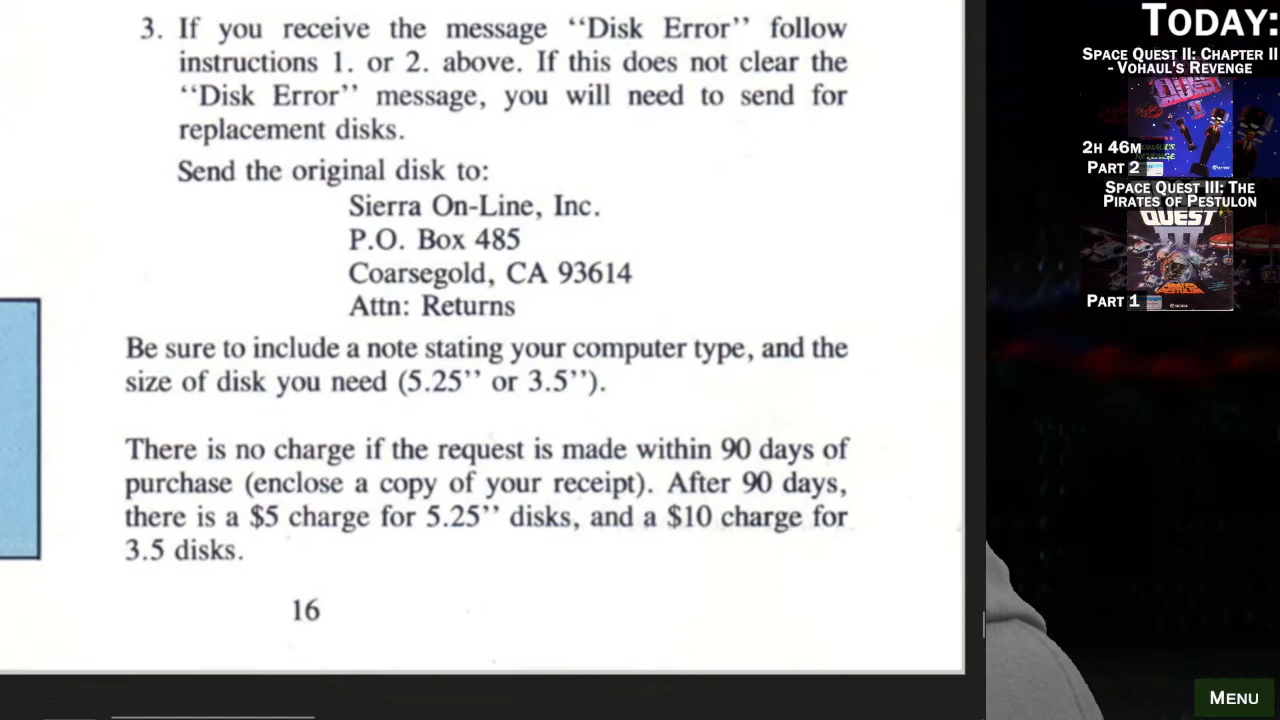 3. If you receive the message ‘‘Disk Error’’ follow
instructions 1. or 2. above. If this does not clear the
‘‘Disk Error’’ message, you will need to send for
replacement disks.
Send the original disk to:
Sierra On-Line, Inc.
P.O. Box 485
Coarsegold, CA 93614
Attn: Returns
Be sure to include a note stating your computer type, and the
size of disk you need (5.25’’ or 3.5’’).
There is no charge if the request is made within 90 days of
purchase (enclose a copy of your receipt). After 90 days,
there is a $5 charge for 5.25’’ disks, and a $10 charge for
3.5 disks.
16
TODAY:
SPACE QUEST II: CHAPTER II
- VOHAUL'S REVENGE
2H 46M
PART 2
SPACE QUEST III: THE
PIRATES OF PESTULON
QUEST
III
PIRATES OF
PESTULON
PART 1
MENU